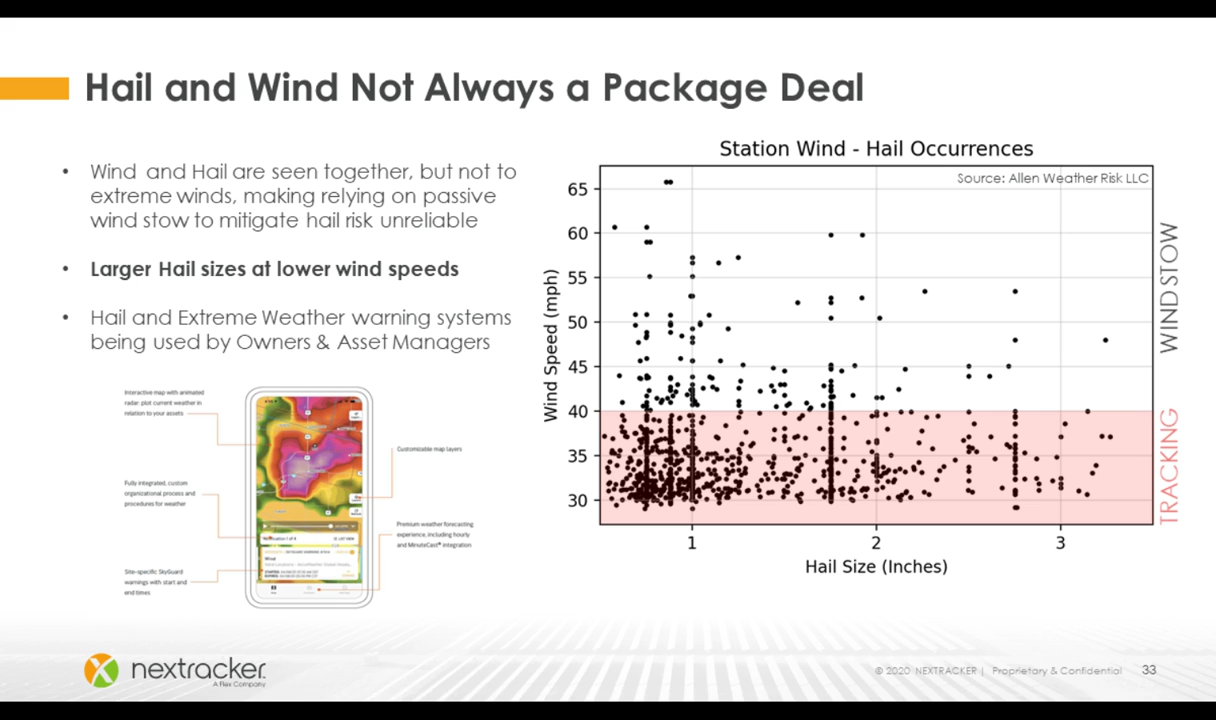 Hail and Wind Not Always a Package Deal
• Wind and Hail are seen together, but not to
extreme winds, making relying on passive
wind stow to mitigate hail risk unreliable
• Larger Hail sizes at lower wind speeds
• Hail and Extreme Weather warning systems
being used by Owners & Asset Managers
Interactive map with animated
radar: plot current weather in
relation to your assets
Fully integrated, custom
organizational process and
procedures for weather
Site-specific SkyGuard
warnings with start and
end times
Customizable map layers
Premium weather forecasting
experience, including hourly
and MinuteCast® integration
Station Wind - Hail Occurrences
Source: Allen Weather Risk LLC
Wind Speed (mph)
65
60
55
50
45
40
35
30
1
2
3
Hail Size (Inches)
WIND STOW
TRACKING
nextracker.
A Flex Company
© 2020 NEXTRACKER | Proprietary & Confidential
33